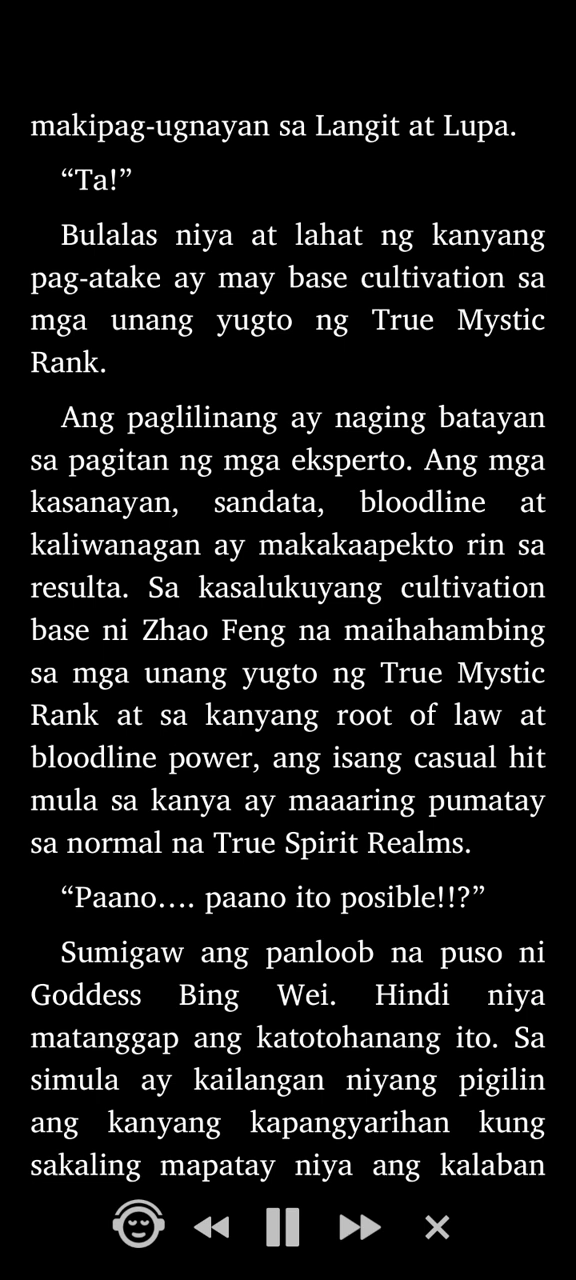 makipag-ugnayan sa Langit at Lupa.
“Ta!”
Bulalas niya at lahat ng kanyang
pag-atake ay may base cultivation sa
mga unang yugto ng True Mystic
Rank.
Ang paglilinang ay naging batayan
sa pagitan ng mga eksperto. Ang mga
kasanayan, sandata, bloodline at
kaliwanagan ay makakaapekto rin sa
resulta. Sa kasalukuyang cultivation
base ni Zhao Feng na maihahambing
sa mga unang yugto ng True Mystic
Rank at sa kanyang root of law at
bloodline power, ang isang casual hit
mula sa kanya ay maaaring pumatay
sa normal na True Spirit Realms.
“Paano…. paano ito posible!!?”
Sumigaw ang panloob na puso ni
Goddess Bing Wei. Hindi niya
matanggap ang katotohanang ito. Sa
simula ay kailangan niyang pigilin
ang kanyang kapangyarihan kung
sakaling mapatay niya ang kalaban